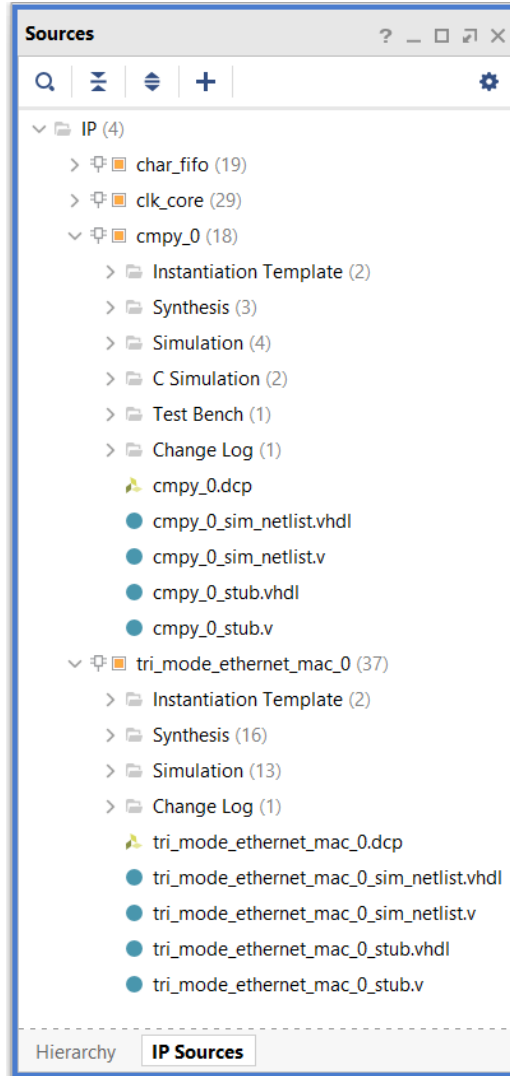 Sources
IP (4)
char_fifo (19)
clk_core (29)
cmpy_0 (18)
Instantiation Template (2)
Synthesis (3)
Simulation (4)
C Simulation (2)
Test Bench (1)
Change Log (1)
cmpy_0.dcp
cmpy_0_sim_netlist.vhdl
cmpy_0_sim_netlist.v
cmpy_0_stub.vhdl
cmpy_0_stub.v
tri_mode_ethernet_mac_0 (37)
Instantiation Template (2)
Synthesis (16)
Simulation (13)
Change Log (1)
tri_mode_ethernet_mac_0.dcp
tri_mode_ethernet_mac_0_sim_netlist.vhdl
tri_mode_ethernet_mac_0_sim_netlist.v
tri_mode_ethernet_mac_0_stub.vhdl
tri_mode_ethernet_mac_0_stub.v
Hierarchy IP Sources